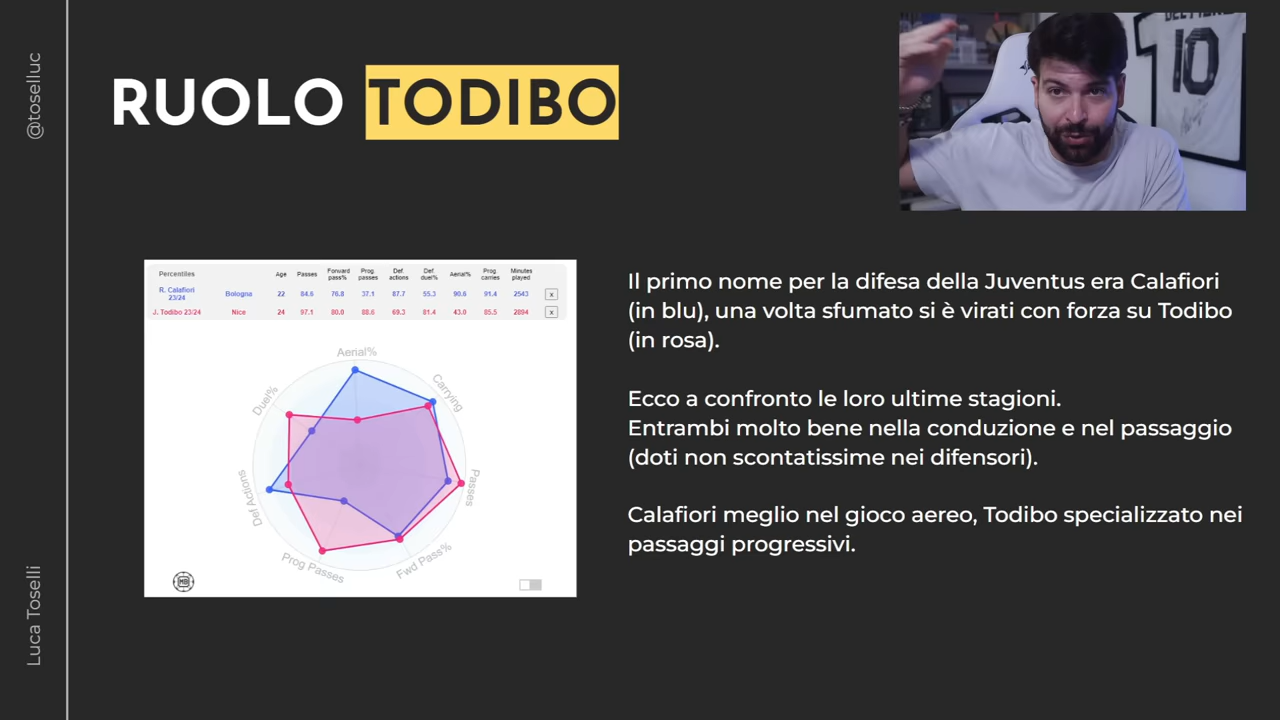 @toselluc
Luca Toselli
RUOLO TODIBO
10
Percentiles Age Passes Forward pass% Prog passes Def. actions Def. duel% Aerial% Prog. carries Minutes played
R. Calafiori 23/24 Bologna 22 84.6 76.8 37.1 87.7 55.3 90.6 91.4 2543 x
J. Todibo 23/24 Nice 24 97.1 80.0 88.6 69.3 81.4 43.0 85.5 2894 x
Aerial%
Carrying
Passes
Fwd Pass%
Prog Passes
Def Actions
Duel%
Il primo nome per la difesa della Juventus era Calafiori
(in blu), una volta sfumato si è virati con forza su Todibo
(in rosa).
Ecco a confronto le loro ultime stagioni.
Entrambi molto bene nella conduzione e nel passaggio
(doti non scontatissime nei difensori).
Calafiori meglio nel gioco aereo, Todibo specializzato nei
passaggi progressivi.